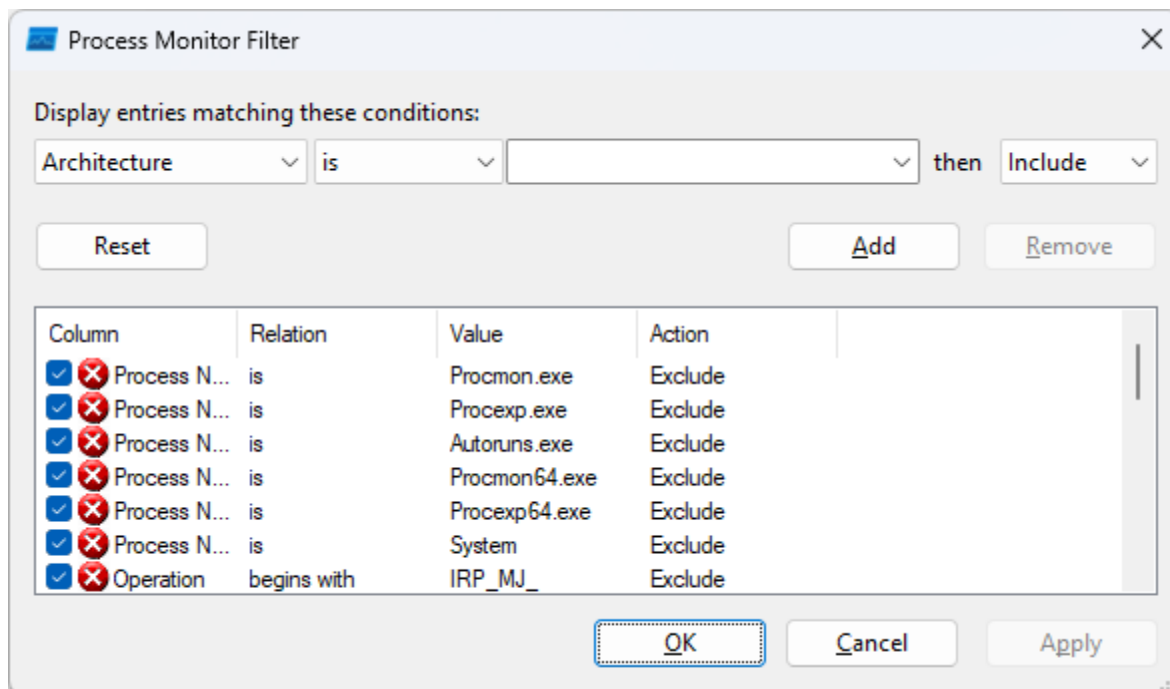 Process Monitor Filter
Display entries matching these conditions:
Architecture is then Include
Reset Add Remove
Column Relation Value Action
Process N... is Procmon.exe Exclude
Process N... is Procexp.exe Exclude
Process N... is Autoruns.exe Exclude
Process N... is Procmon64.exe Exclude
Process N... is Procexp64.exe Exclude
Process N... is System Exclude
Operation begins with IRP_MJ_ Exclude
OK Cancel Apply